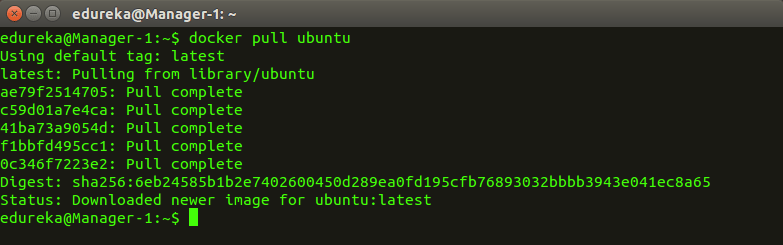 edureka@Manager-1: ~
edureka@Manager-1:~$ docker pull ubuntu
Using default tag: latest
latest: Pulling from library/ubuntu
ae79f2514705: Pull complete
c59d01a7e4ca: Pull complete
41ba73a9054d: Pull complete
f1bbfd495cc1: Pull complete
0c346f7223e2: Pull complete
Digest: sha256:6eb24585b1b2e7402600450d289ea0fd195cfb76893032bbbb3943e041ec8a65
Status: Downloaded newer image for ubuntu:latest
edureka@Manager-1:~$